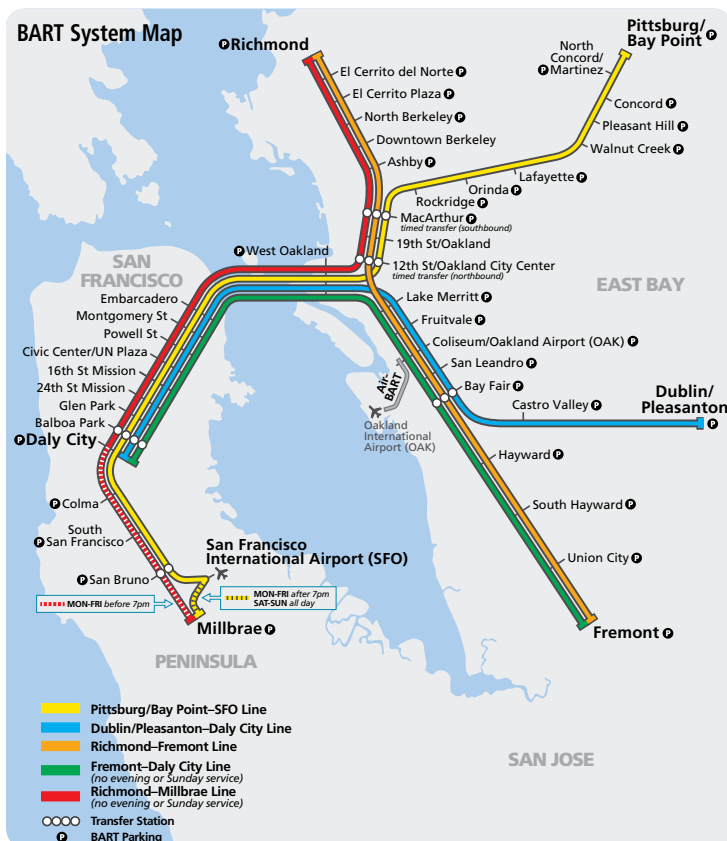 BART System Map
Richmond P
Pittsburg/
Bay Point P
North
Concord/
Martinez P
El Cerrito del Norte P
El Cerrito Plaza P
North Berkeley P
Downtown Berkeley
Ashby P
Concord P
Pleasant Hill P
Walnut Creek P
Lafayette P
Orinda P
Rockridge P
MacArthur P
timed transfer (southbound)
19th St/Oakland
P West Oakland
12th St/Oakland City Center
timed transfer (northbound)
SAN
FRANCISCO
EAST BAY
Embarcadero
Montgomery St
Powell St
Civic Center/UN Plaza
16th St Mission
24th St Mission
Glen Park
Balboa Park
P Daly City
Lake Merritt P
Fruitvale P
Coliseum/Oakland Airport (OAK) P
San Leandro P
Bay Fair P
Castro Valley P
Dublin/
Pleasanton
P
Air-
BART
Oakland
International
Airport (OAK)
Hayward P
South Hayward P
Union City P
Fremont P
P Colma
South
P San Francisco
P San Bruno
San Francisco
International Airport (SFO)
MON-FRI before 7pm
MON-FRI after 7pm
SAT-SUN all day
Millbrae P
PENINSULA
SAN JOSE
Pittsburg/Bay Point–SFO Line
Dublin/Pleasanton–Daly City Line
Richmond–Fremont Line
Fremont–Daly City Line
(no evening or Sunday service)
Richmond–Millbrae Line
(no evening or Sunday service)
Transfer Station
P BART Parking